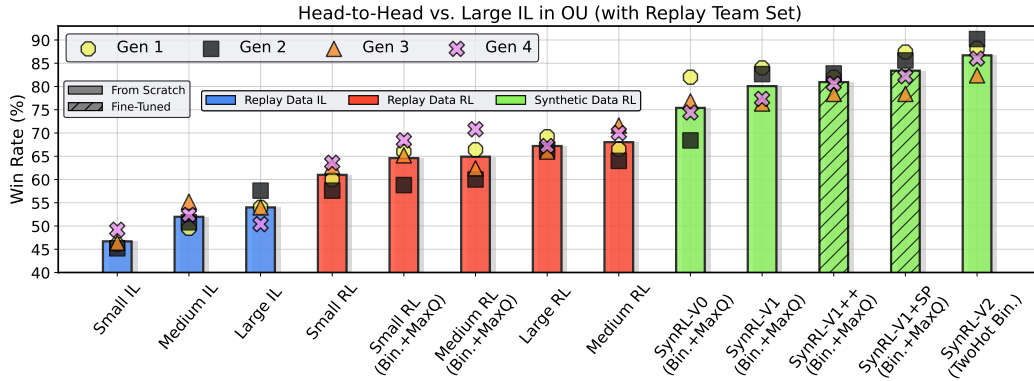 Head-to-Head vs. Large IL in OU (with Replay Team Set)
Win Rate (%)
90
85
80
75
70
65
60
55
50
45
40
Gen 1
Gen 2
Gen 3
Gen 4
From Scratch
Fine-Tuned
Replay Data IL
Replay Data RL
Synthetic Data RL
Small IL
Medium IL
Large IL
Small RL
Small RL
(Bin.+MaxQ)
Medium RL
(Bin.+MaxQ)
Large RL
Medium RL
SynRL-V0
(Bin.+MaxQ)
SynRL-V1
(Bin.+MaxQ)
SynRL-V1++
(Bin.+MaxQ)
SynRL-V1+SP
(Bin.+MaxQ)
SynRL-V2
(TwoHot Bin.)